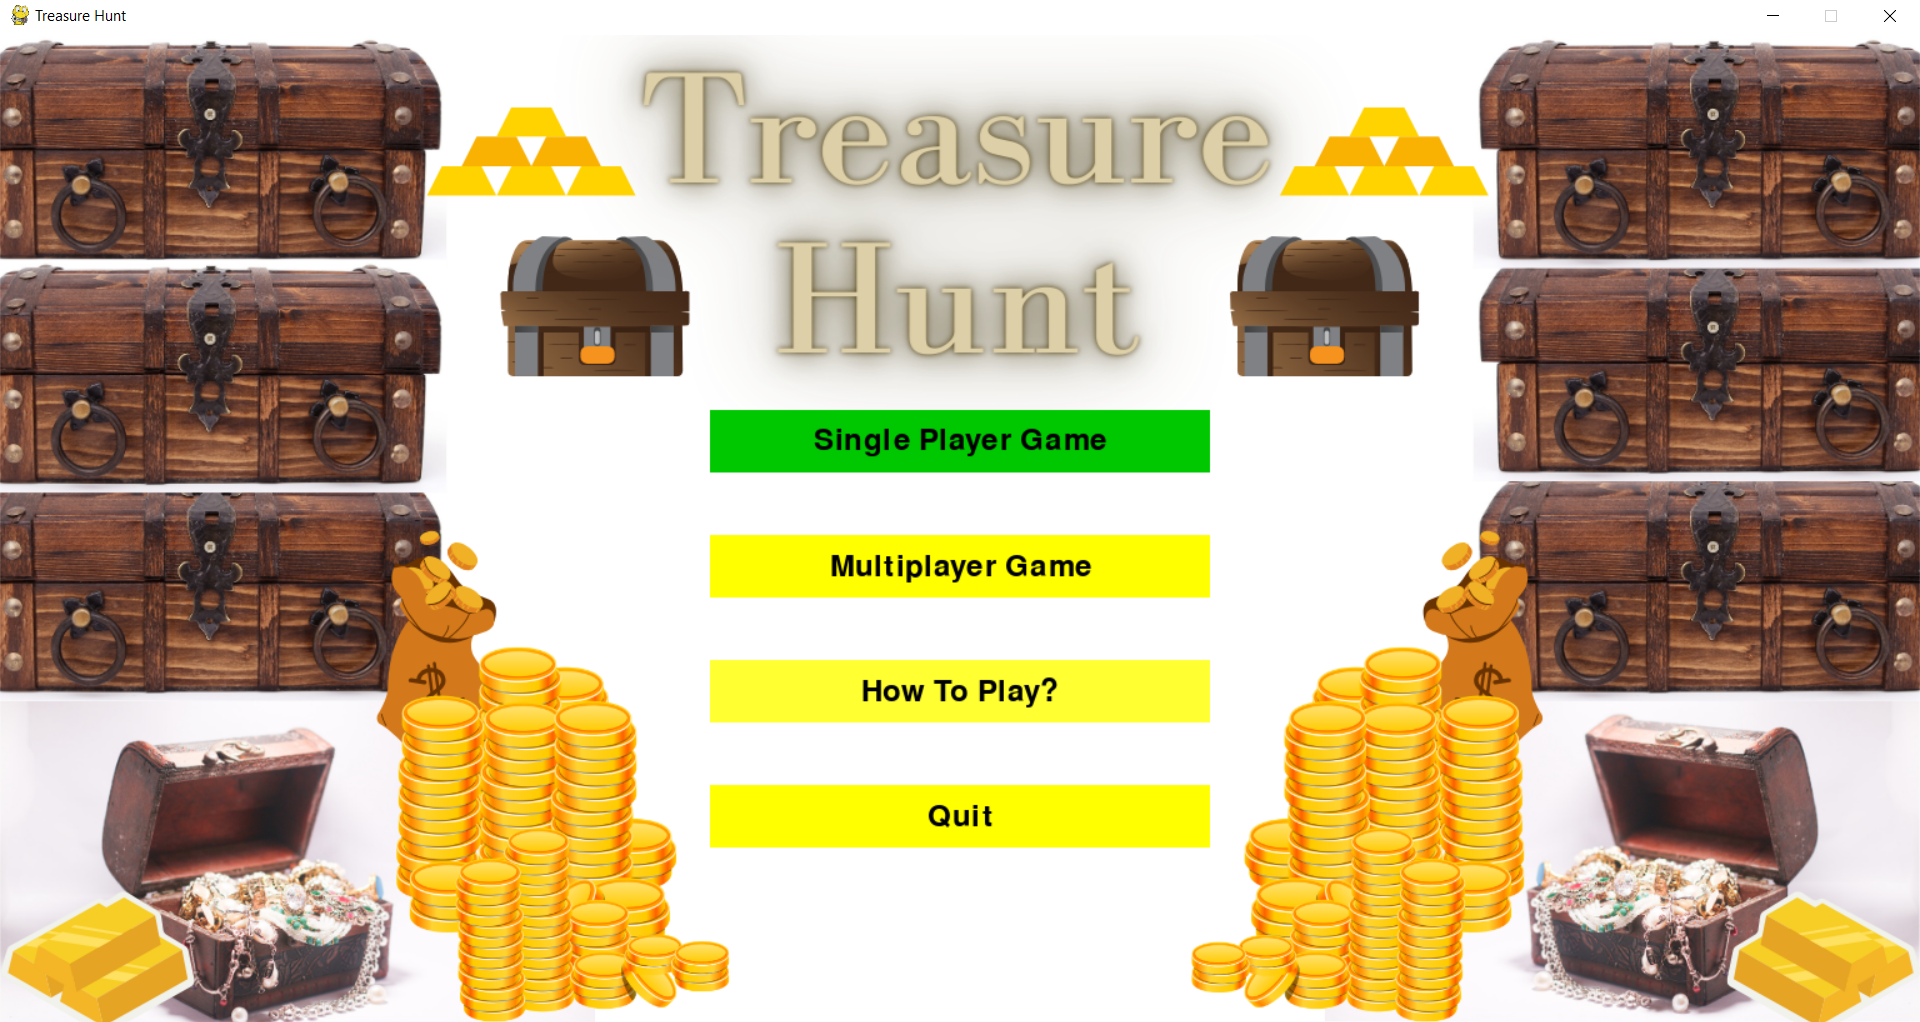 Treasure Hunt
Treasure
Hunt
Single Player Game
Multiplayer Game
How To Play?
Quit